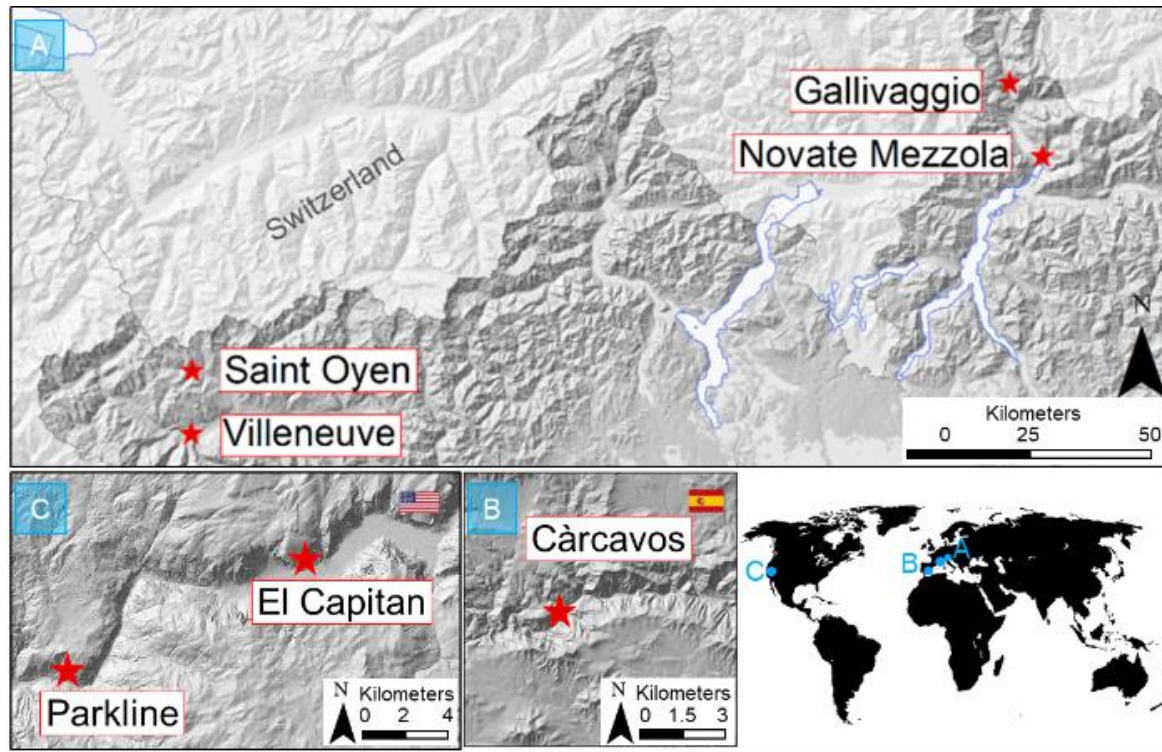 A
Gallivaggio
Novate Mezzola
Switzerland
Saint Oyen
Villeneuve
N
Kilometers
0 25 50
C
El Capitan
Parkline
N Kilometers
0 2 4
B
Càrcavos
N Kilometers
0 1.5 3
A
B
C